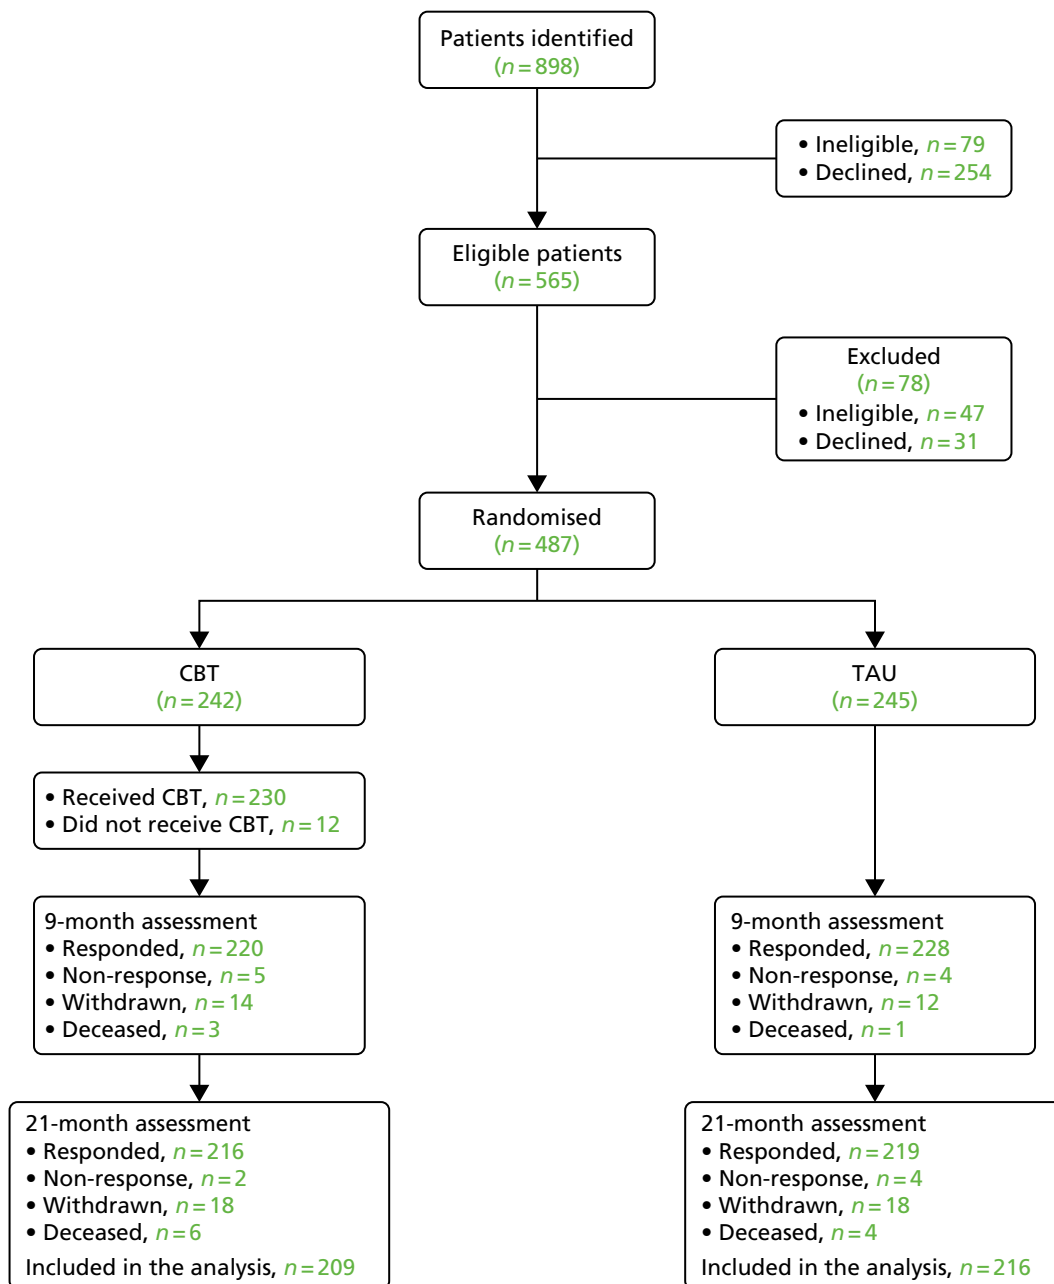 Patients identified
(n=898)
• Ineligible, n=79
• Declined, n=254
Eligible patients
(n=565)
Excluded
(n=78)
• Ineligible, n=47
• Declined, n=31
Randomised
(n=487)
CBT
(n=242)
TAU
(n=245)
• Received CBT, n=230
• Did not receive CBT, n=12
9-month assessment
• Responded, n=220
• Non-response, n=5
• Withdrawn, n=14
• Deceased, n=3
9-month assessment
• Responded, n=228
• Non-response, n=4
• Withdrawn, n=12
• Deceased, n=1
21-month assessment
• Responded, n=216
• Non-response, n=2
• Withdrawn, n=18
• Deceased, n=6
Included in the analysis, n=209
21-month assessment
• Responded, n=219
• Non-response, n=4
• Withdrawn, n=18
• Deceased, n=4
Included in the analysis, n=216